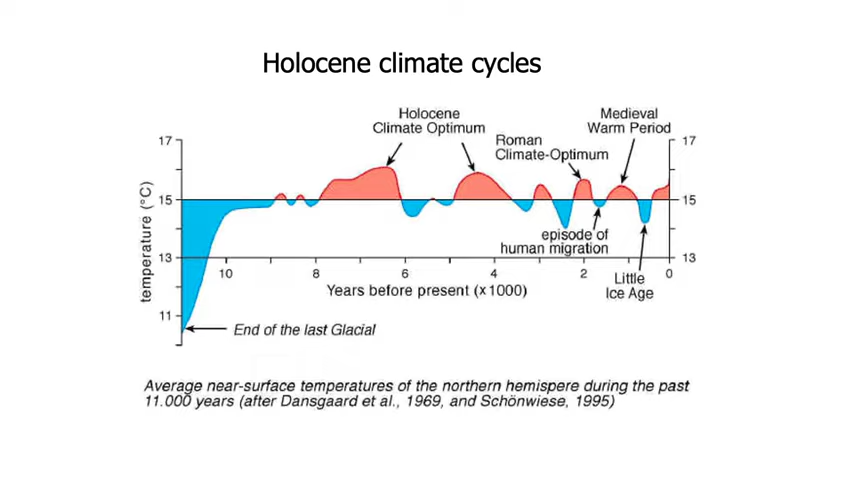 Holocene climate cycles
Holocene
Climate Optimum
Medieval
Warm Period
Roman
Climate-Optimum
17
15
13
11
temperature (°C)
17
15
13
episode of
human migration
10
8
6
4
2
0
Years before present (x1000)
Little
Ice Age
End of the last Glacial
Average near-surface temperatures of the northern hemispere during the past
11.000 years (after Dansgaard et al., 1969, and Schönwiese, 1995)